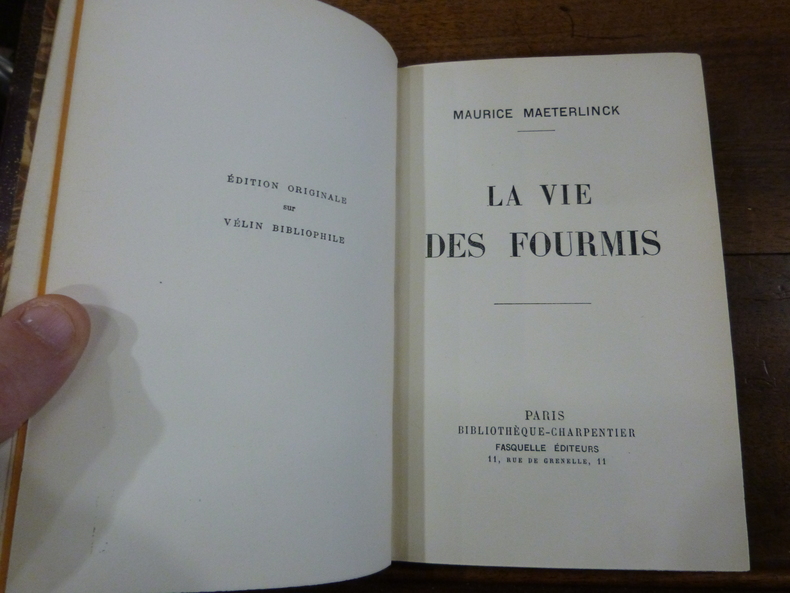 ÉDITION ORIGINALE
sur
VÉLIN BIBLIOPHILE
MAURICE MAETERLINCK
LA VIE
DES FOURMIS
PARIS
BIBLIOTHÈQUE-CHARPENTIER
FASQUELLE ÉDITEURS
11, RUE DE GRENELLE, 11